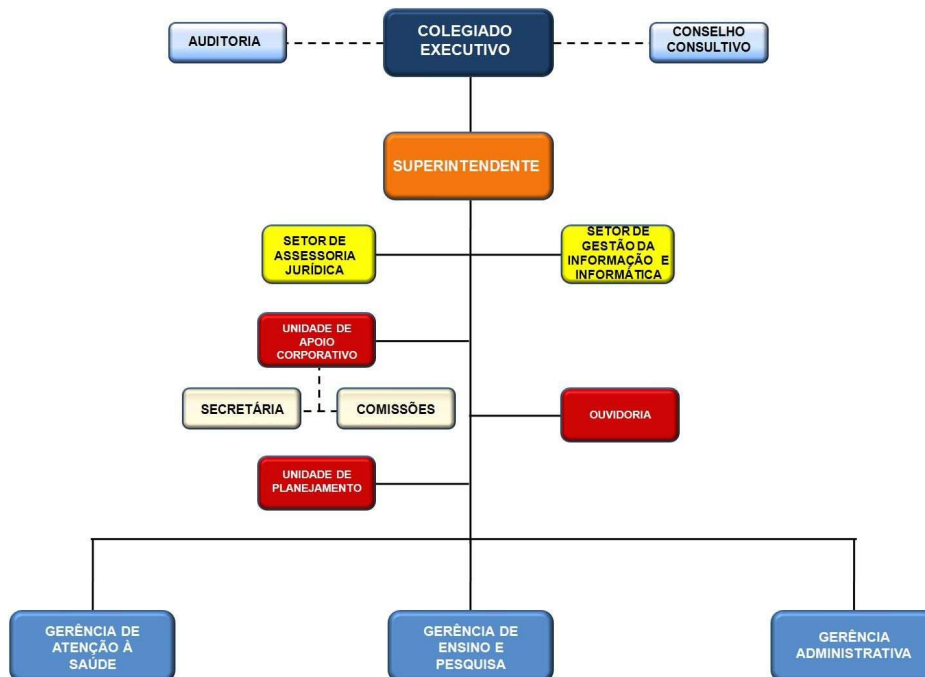 AUDITORIA
COLEGIADO
EXECUTIVO
CONSELHO
CONSULTIVO
SUPERINTENDENTE
SETOR DE
ASSESSORIA
JURÍDICA
SETOR DE
GESTÃO DA
INFORMAÇÃO E
INFORMÁTICA
UNIDADE DE
APOIO
CORPORATIVO
SECRETÁRIA
COMISSÕES
OUVIDORIA
UNIDADE DE
PLANEJAMENTO
GERÊNCIA DE
ATENÇÃO À
SAÚDE
GERÊNCIA DE
ENSINO E
PESQUISA
GERÊNCIA
ADMINISTRATIVA